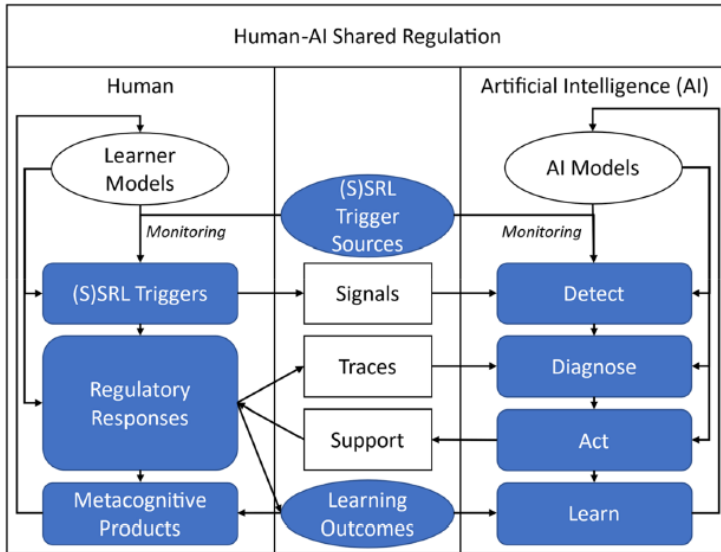 Human-AI Shared Regulation
Human
Artificial Intelligence (AI)
Learner
Models
(S)SRL
Trigger
Sources
AI Models
Monitoring
Monitoring
(S)SRL Triggers
Signals
Detect
Regulatory
Responses
Traces
Diagnose
Support
Act
Metacognitive
Products
Learning
Outcomes
Learn